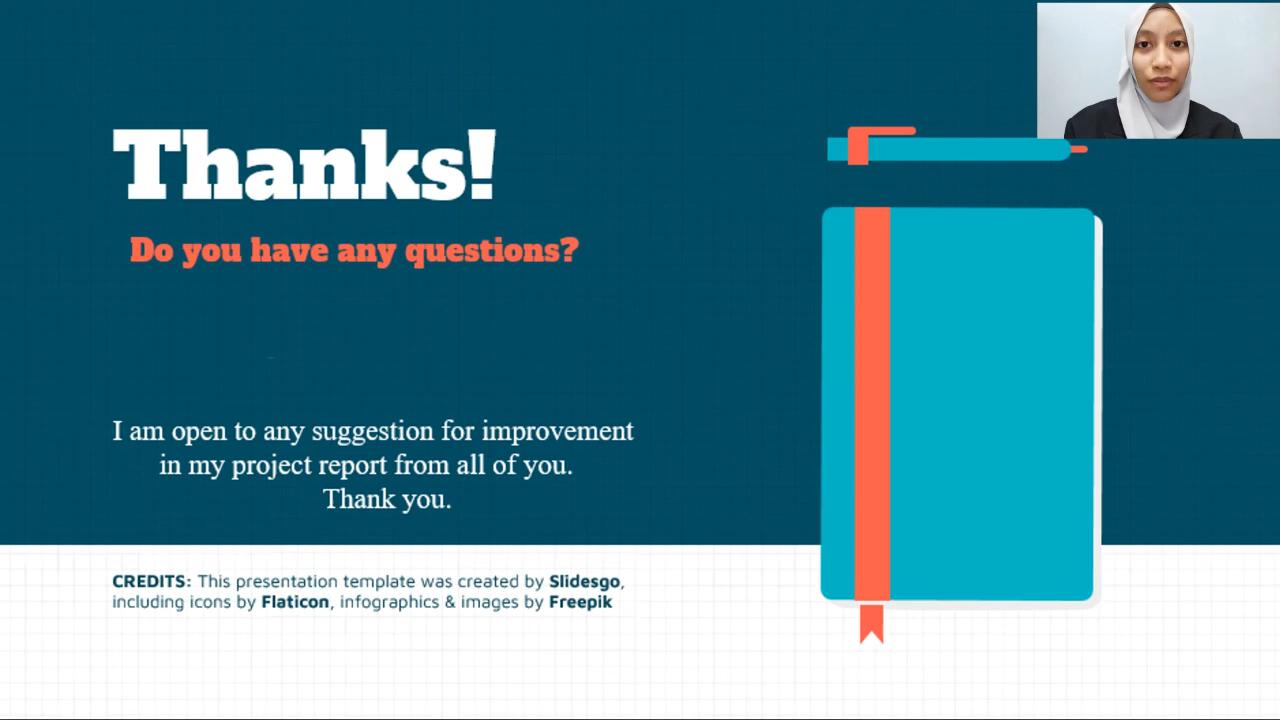 Thanks!
Do you have any questions?
I am open to any suggestion for improvement
in my project report from all of you.
Thank you.
CREDITS: This presentation template was created by Slidesgo,
including icons by Flaticon, infographics & images by Freepik